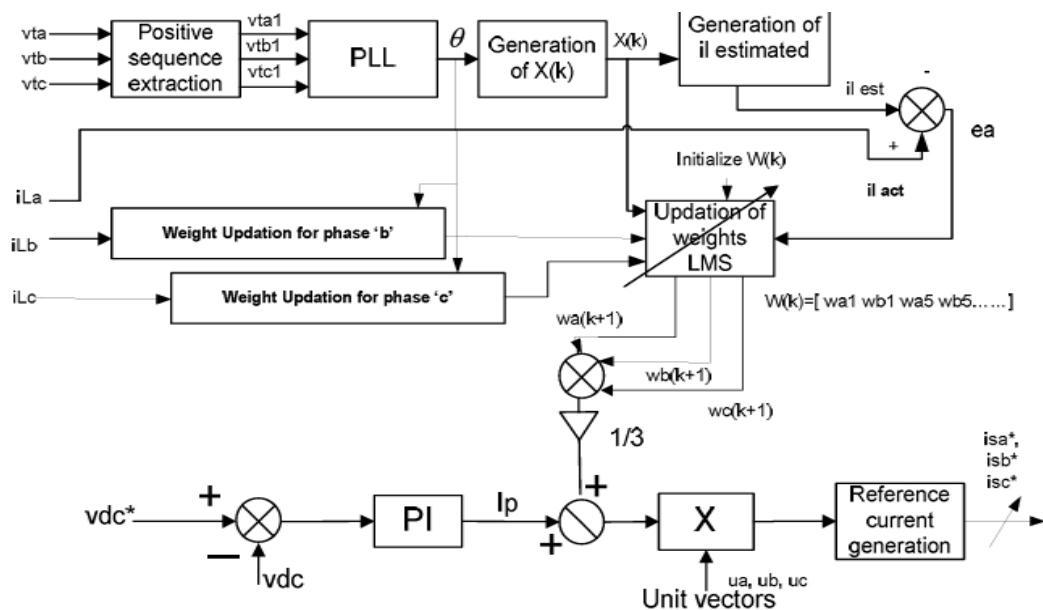 vta
vtb
vtc
Positive
sequence
extraction
vta1
vtb1
vtc1
PLL
θ
Generation
of X(k)
X(k)
Generation of
il estimated
-
il est
ea
+
il act
Initialize W(k)
iLa
iLb
iLc
Weight Updation for phase 'b'
Weight Updation for phase 'c'
Updation of
weights
LMS
W(k)=[ wa1 wb1 wa5 wb5......]
wa(k+1)
wb(k+1)
wc(k+1)
1/3
isa*,
isb*
isc*
vdc*
+
−
vdc
PI
Ip
+
+
X
Reference
current
generation
ua, ub, uc
Unit vectors